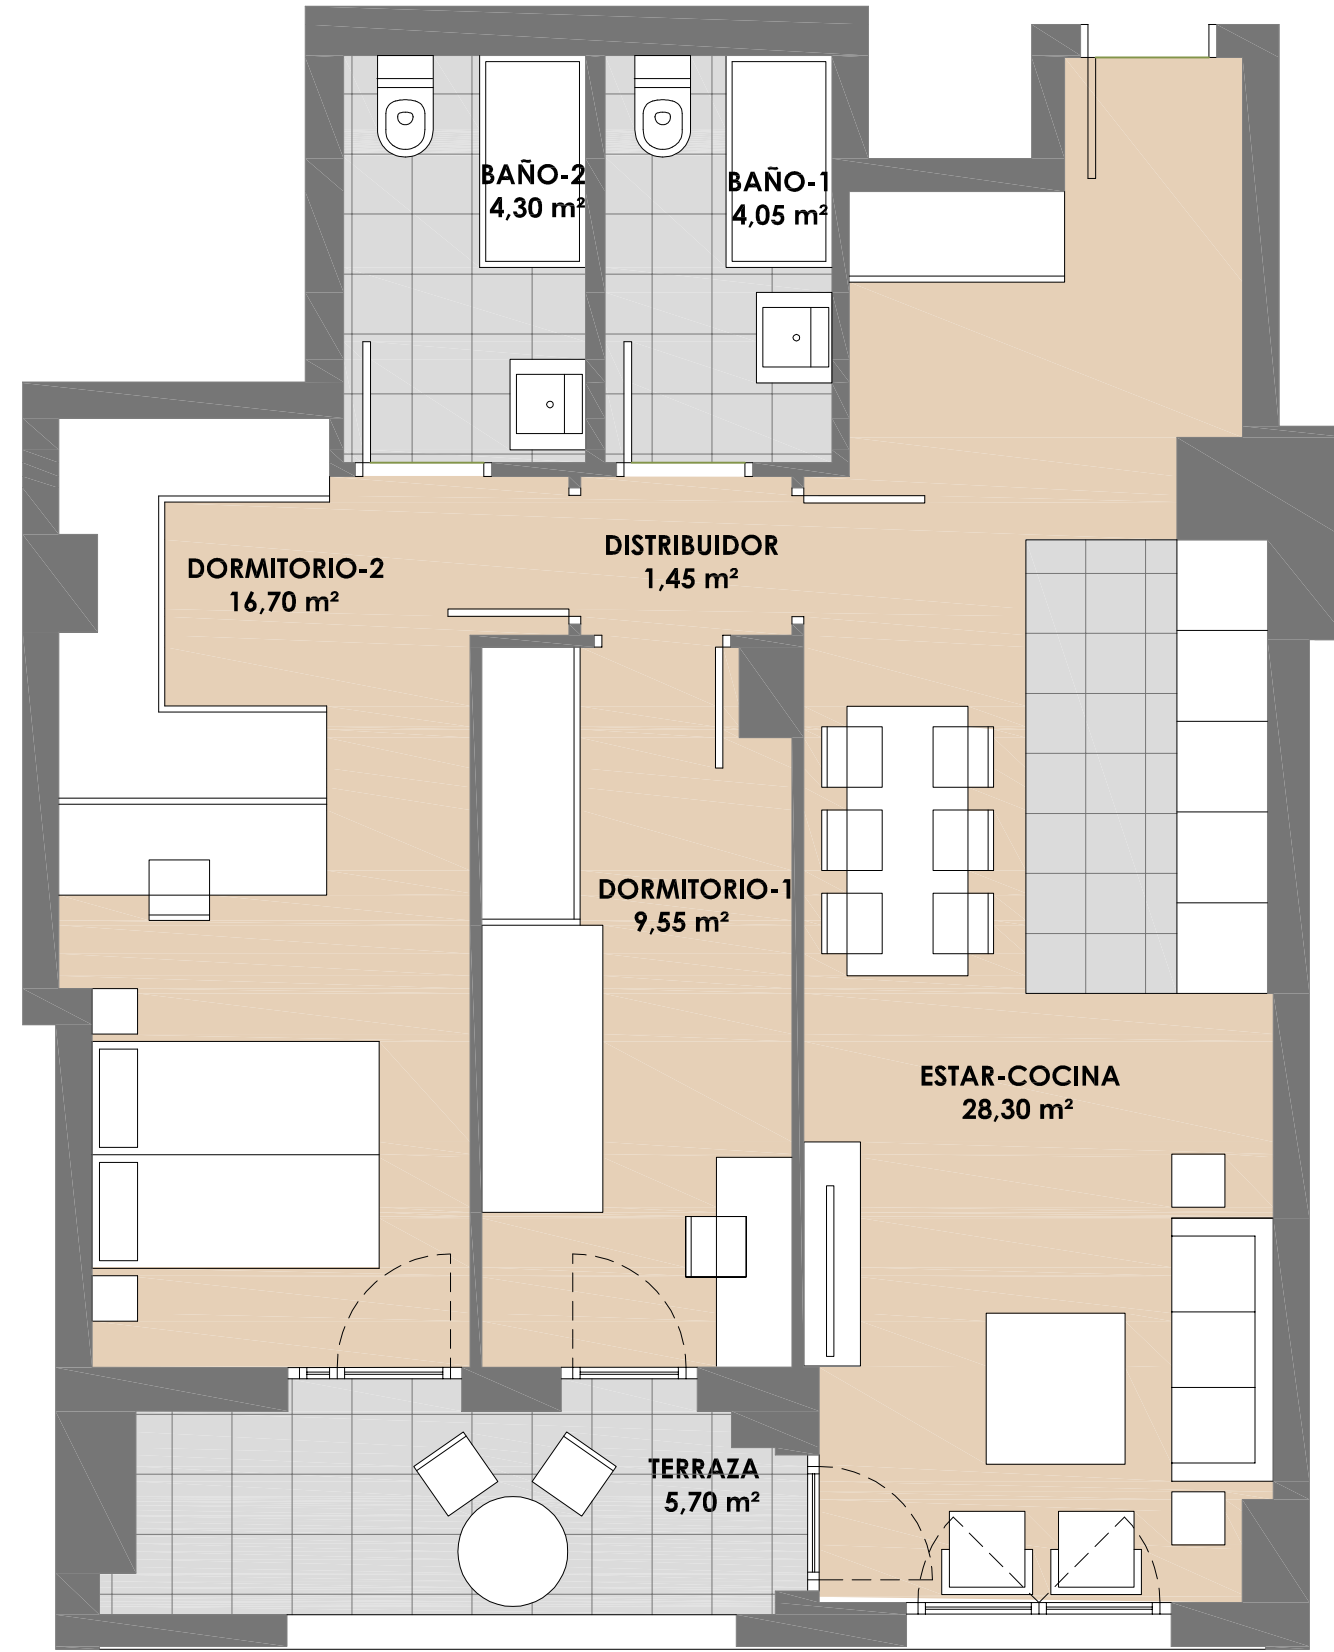 BAÑO-2
4,30 m²
BAÑO-1
4,05 m²
DISTRIBUIDOR
1,45 m²
DORMITORIO-2
16,70 m²
DORMITORIO-1
9,55 m²
ESTAR-COCINA
28,30 m²
TERRAZA
5,70 m²